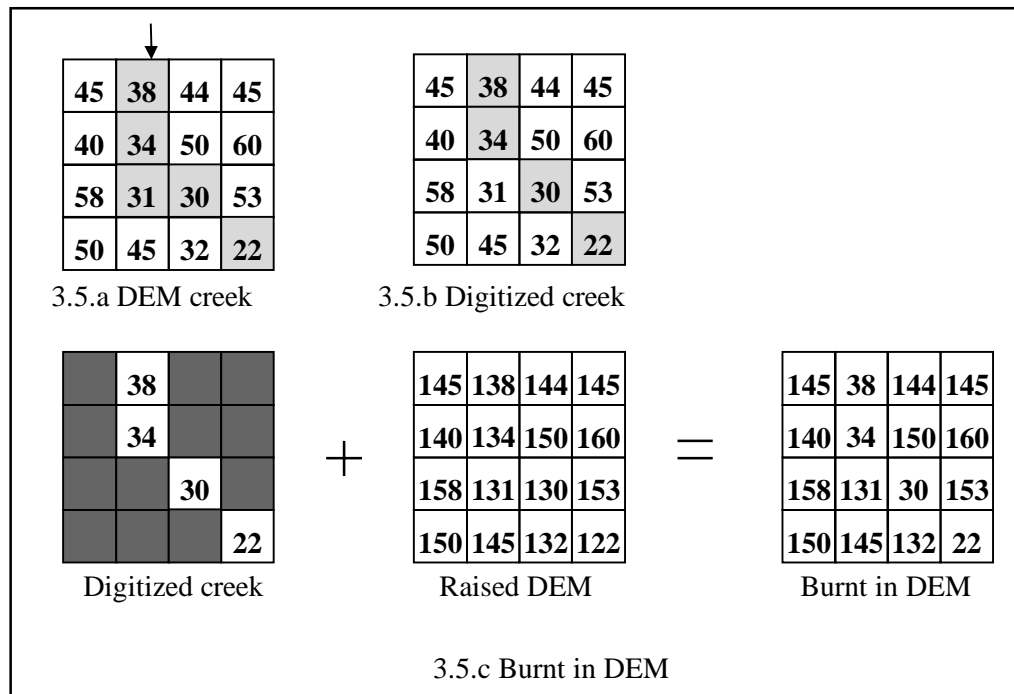 45 38 44 45
40 34 50 60
58 31 30 53
50 45 32 22
3.5.a DEM creek
45 38 44 45
40 34 50 60
58 31 30 53
50 45 32 22
3.5.b Digitized creek
38
34
30
22
Digitized creek
+
145 138 144 145
140 134 150 160
158 131 130 153
150 145 132 122
Raised DEM
=
145 38 144 145
140 34 150 160
158 131 30 153
150 145 132 22
Burnt in DEM
3.5.c Burnt in DEM